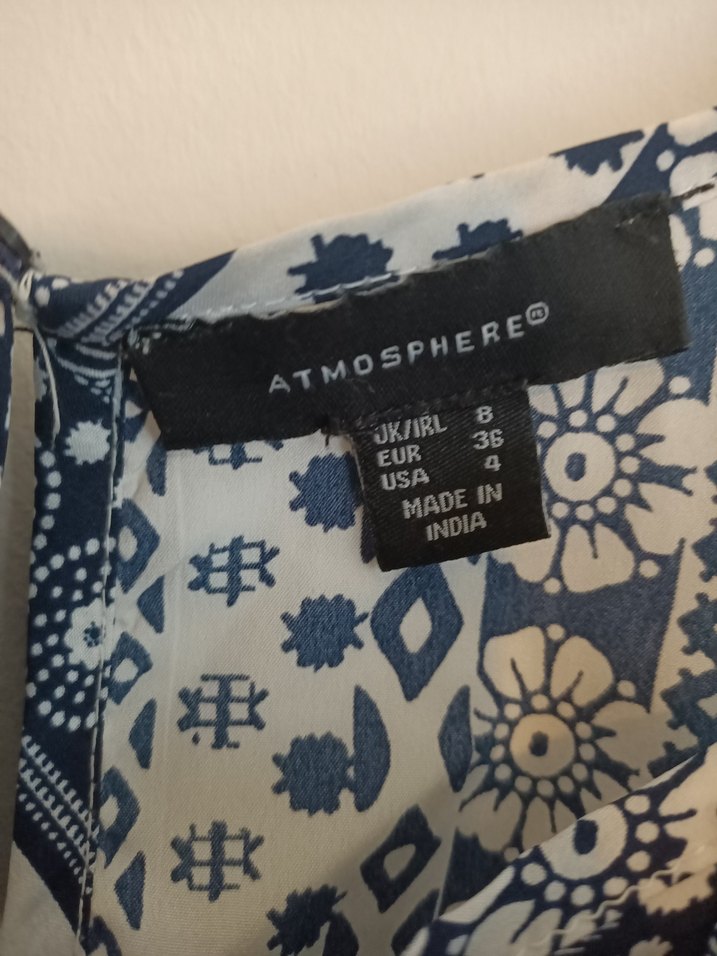 ATMOSPHERE®
UK/IRL 8
EUR 36
USA 4
MADE IN
INDIA